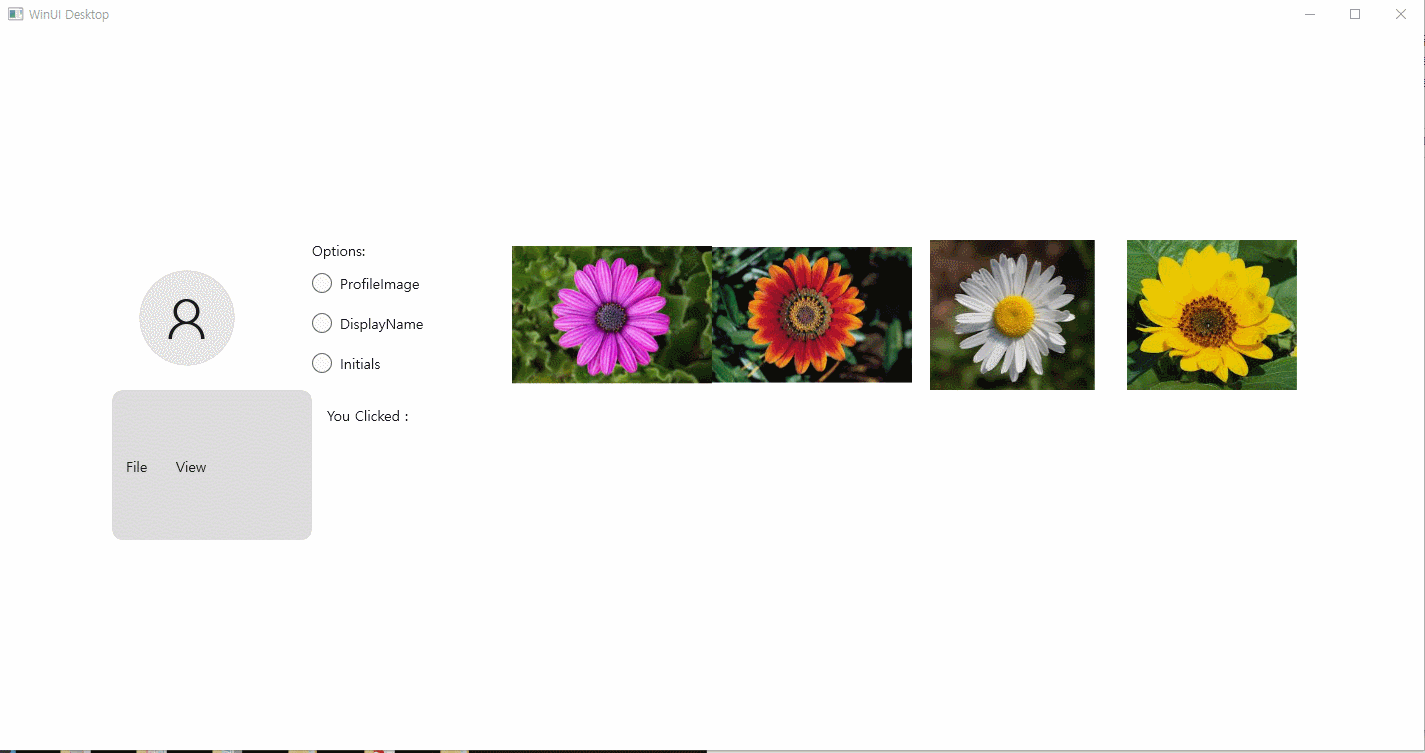 WinUI Desktop
Options:
ProfileImage
DisplayName
Initials
You Clicked :
File View